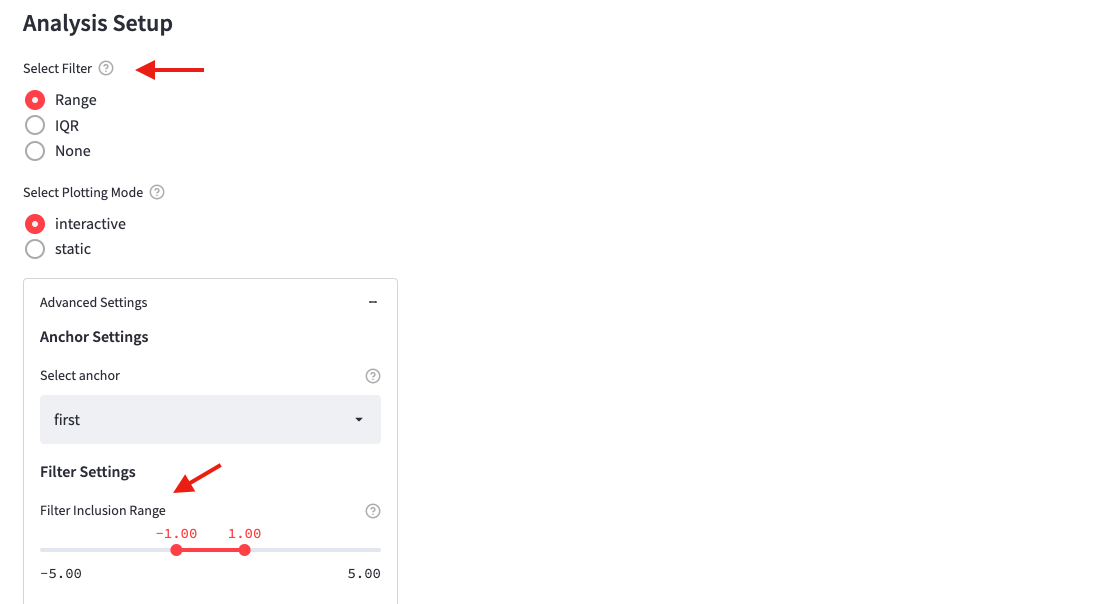 Analysis Setup
Select Filter ?
Range
IQR
None
Select Plotting Mode ?
interactive
static
Advanced Settings −
Anchor Settings
Select anchor ?
first
Filter Settings
Filter Inclusion Range ?
−1.00 1.00
−5.00 5.00